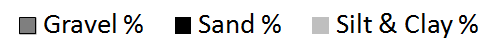 Gravel % Sand % Silt & Clay %